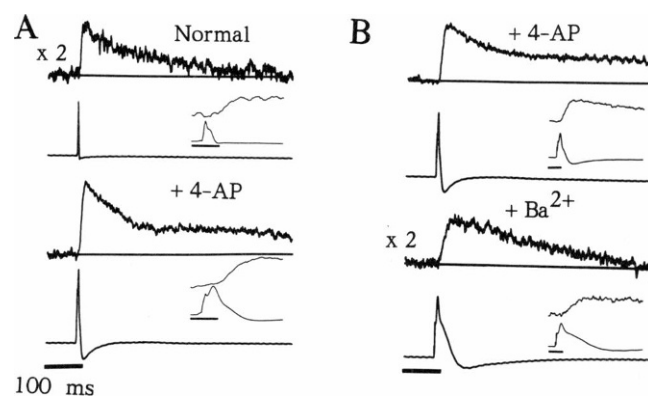 A
Normal
x 2
+ 4-AP
100 ms
B
+ 4-AP
+ Ba²⁺
x 2